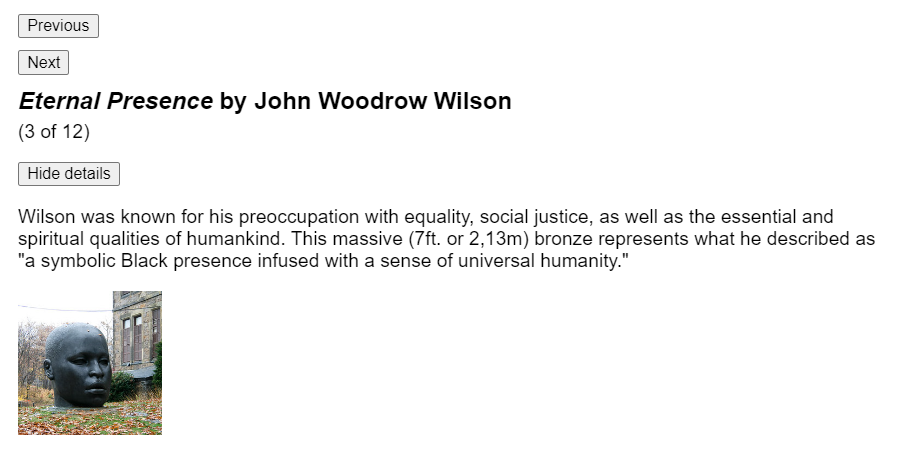 Previous
Next
Eternal Presence by John Woodrow Wilson
(3 of 12)
Hide details
Wilson was known for his preoccupation with equality, social justice, as well as the essential and
spiritual qualities of humankind. This massive (7ft. or 2,13m) bronze represents what he described as
"a symbolic Black presence infused with a sense of universal humanity."